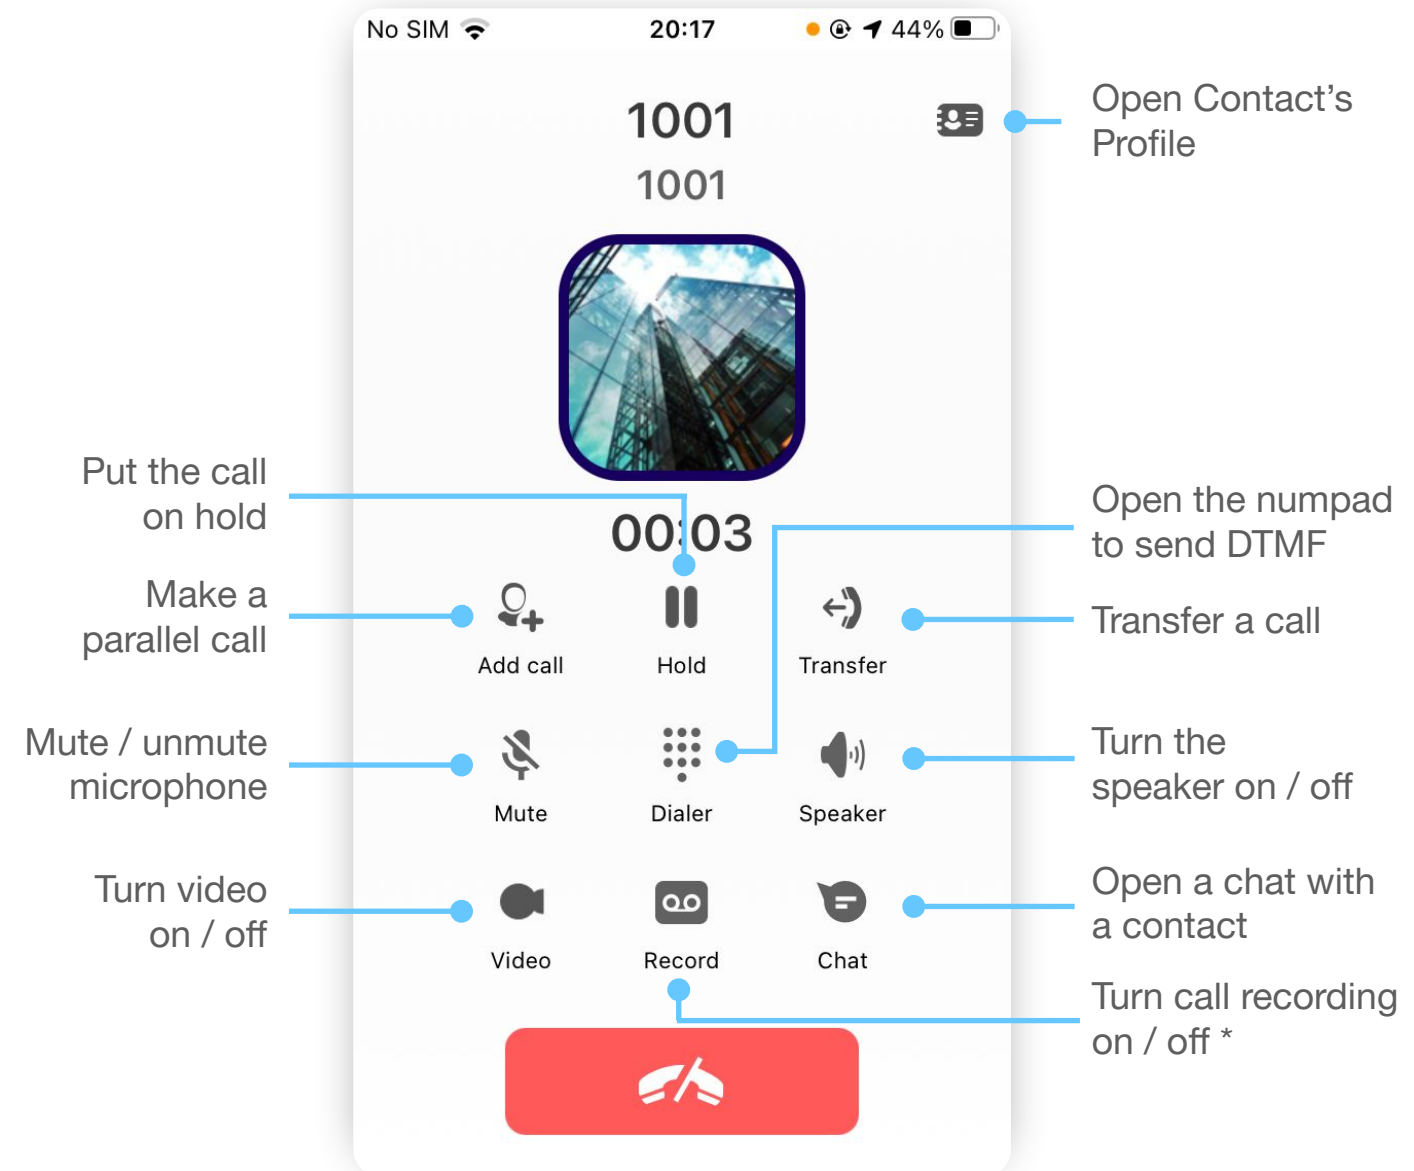 No SIM 20:17 44%
1001
1001
Open Contact's
Profile
Put the call
on hold
00:03
Open the numpad
to send DTMF
Make a
parallel call
Add call Hold Transfer
Transfer a call
Mute / unmute
microphone
Mute Dialer Speaker
Turn the
speaker on / off
Turn video
on / off
Video Record Chat
Open a chat with
a contact
Turn call recording
on / off *